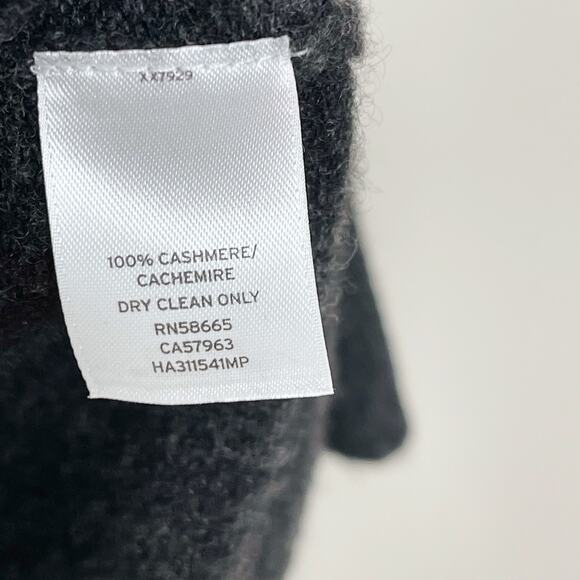 XX7929
100% CASHMERE/
CACHEMIRE
DRY CLEAN ONLY
RN58665
CA57963
HA311541MP